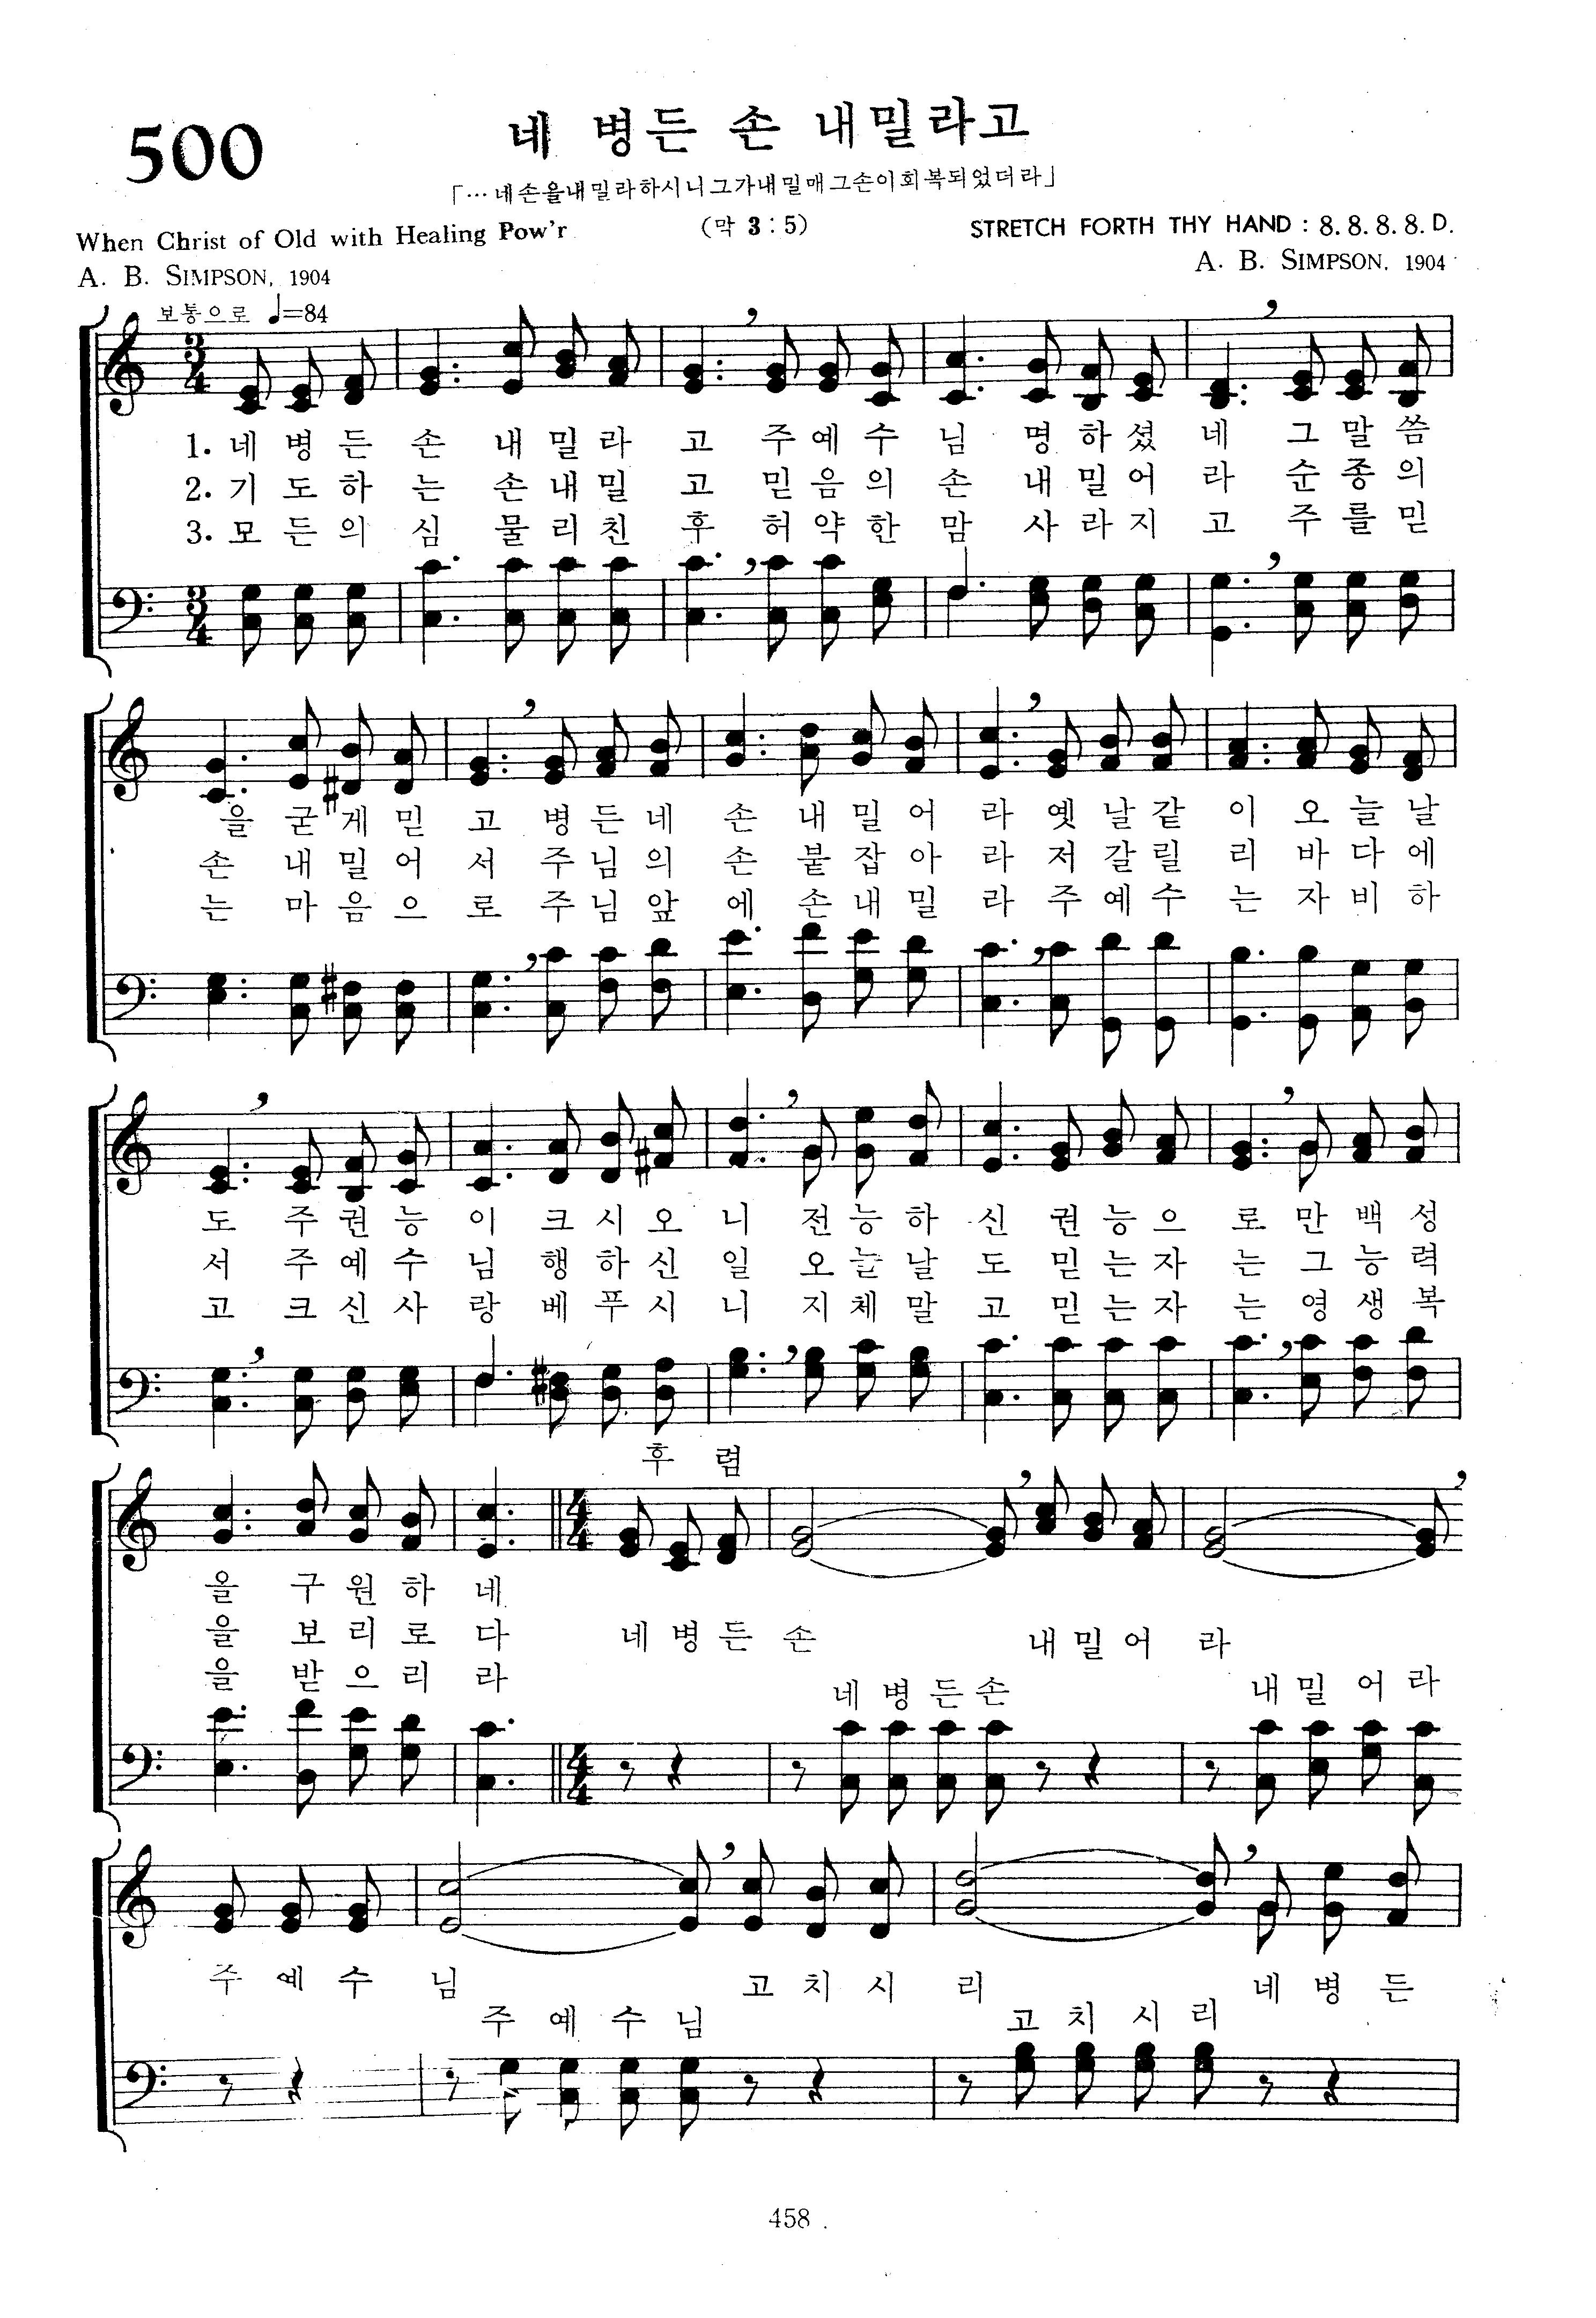 500
네 병든 손 내밀라고
「…네손을내밀라하시니그가내밀매그손이회복되었더라」
When Christ of Old with Healing Pow'r
(막 3:5)
STRETCH FORTH THY HAND : 8. 8. 8. 8. D.
A. B. SIMPSON, 1904
A. B. SIMPSON, 1904
보통으로 ♩=84
1. 네 병 든 손 내 밀 라 고 주 예 수 님 명 하 셨 네 그 말 씀
2. 기 도 하 는 손 내 밀 고 믿 음 의 손 내 밀 어 라 순 종 의
3. 모 든 의 심 물 리 친 후 허 약 한 맘 사 라 지 고 주 를 믿
을 굳 게 믿 고 병 든 네 손 내 밀 어 라 옛 날 같 이 오 늘 날
손 내 밀 어 서 주 님 의 손 붙 잡 아 라 저 갈 릴 리 바 다 에
는 마 음 으 로 주 님 앞 에 손 내 밀 라 주 예 수 는 자 비 하
도 주 권 능 이 크 시 오 니 전 능 하 신 권 능 으 로 만 백 성
서 주 예 수 님 행 하 신 일 오 늘 날 도 믿 는 자 는 그 능 력
고 크 신 사 랑 베 푸 시 니 지 체 말 고 믿 는 자 는 영 생 복
후 렴
을 구 원 하 네
을 보 리 로 다 네 병 든 손 내 밀 어 라
을 받 으 리 라
네 병 든 손 내 밀 어 라
주 예 수 님 고 치 시 리 네 병 든
주 예 수 님 고 치 시 리
458